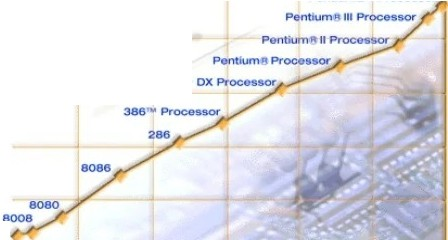 Pentium® III Processor
Pentium® II Processor
Pentium® Processor
DX Processor
386™ Processor
286
8086
8080
8008